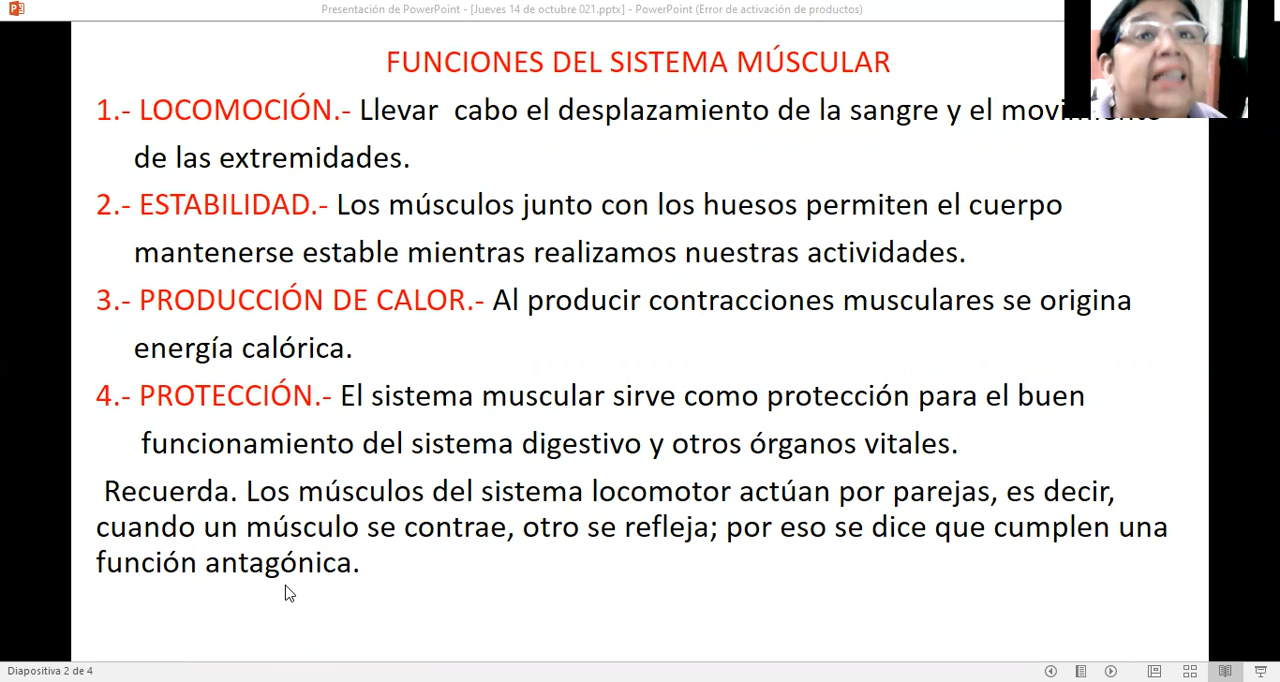 Presentación de PowerPoint - [Jueves 14 de octubre 021.pptx] - PowerPoint (Error de activación de productos)
FUNCIONES DEL SISTEMA MÚSCULAR
1.- LOCOMOCIÓN.- Llevar  cabo el desplazamiento de la sangre y el movimiento
de las extremidades.
2.- ESTABILIDAD.- Los músculos junto con los huesos permiten el cuerpo
mantenerse estable mientras realizamos nuestras actividades.
3.- PRODUCCIÓN DE CALOR.- Al producir contracciones musculares se origina
energía calórica.
4.- PROTECCIÓN.- El sistema muscular sirve como protección para el buen
funcionamiento del sistema digestivo y otros órganos vitales.
Recuerda. Los músculos del sistema locomotor actúan por parejas, es decir,
cuando un músculo se contrae, otro se refleja; por eso se dice que cumplen una
función antagónica.
Diapositiva 2 de 4